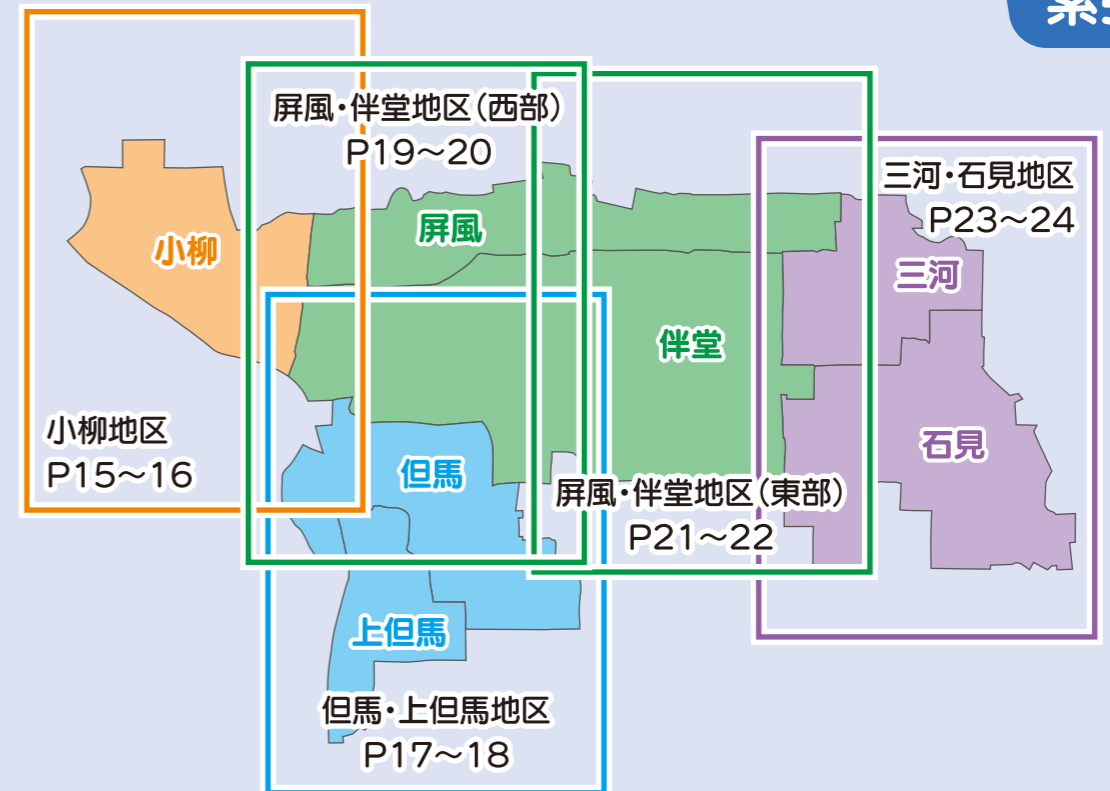 屏風・伴堂地区（西部）
P19～20
三河・石見地区
P23～24
小柳
屏風
三河
伴堂
小柳地区
P15～16
但馬
石見
屏風・伴堂地区（東部）
P21～22
上但馬
但馬・上但馬地区
P17～18